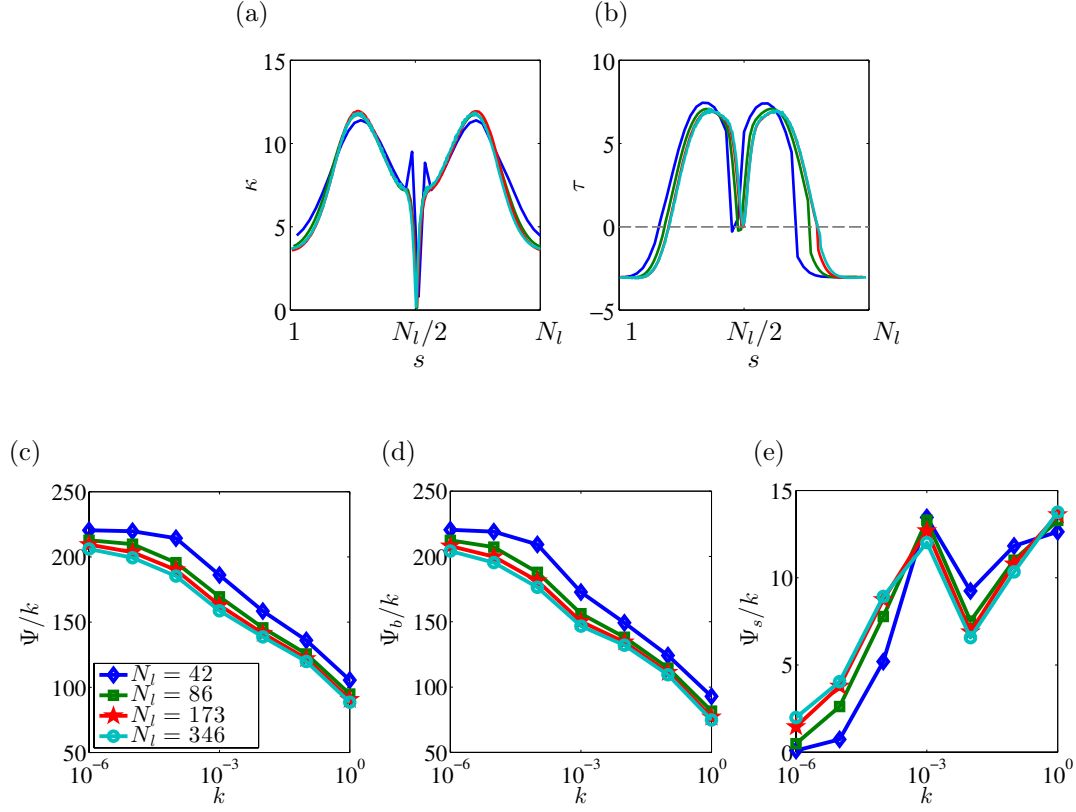 (a)
15
10
5
0
κ
1
N_l/2
N_l
s
(b)
10
5
0
−5
τ
1
N_l/2
N_l
s
(c)
250
200
150
100
50
Ψ/k
N_l = 42
N_l = 86
N_l = 173
N_l = 346
10^−6
10^−3
10^0
k
(d)
250
200
150
100
50
Ψ_b/k
10^−6
10^−3
10^0
k
(e)
15
10
5
0
Ψ_s/k
10^−6
10^−3
10^0
k